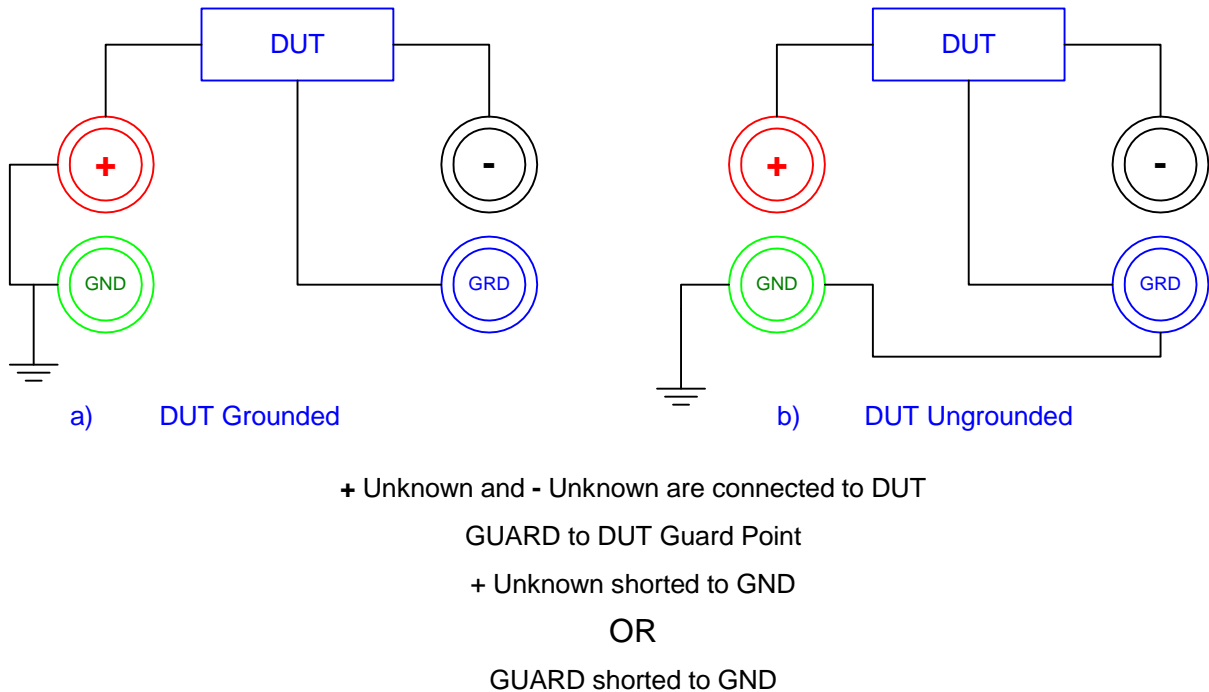 DUT
DUT
+
-
+
-
GND
GRD
GND
GRD
a) DUT Grounded
b) DUT Ungrounded
+ Unknown and - Unknown are connected to DUT
GUARD to DUT Guard Point
+ Unknown shorted to GND
OR
GUARD shorted to GND